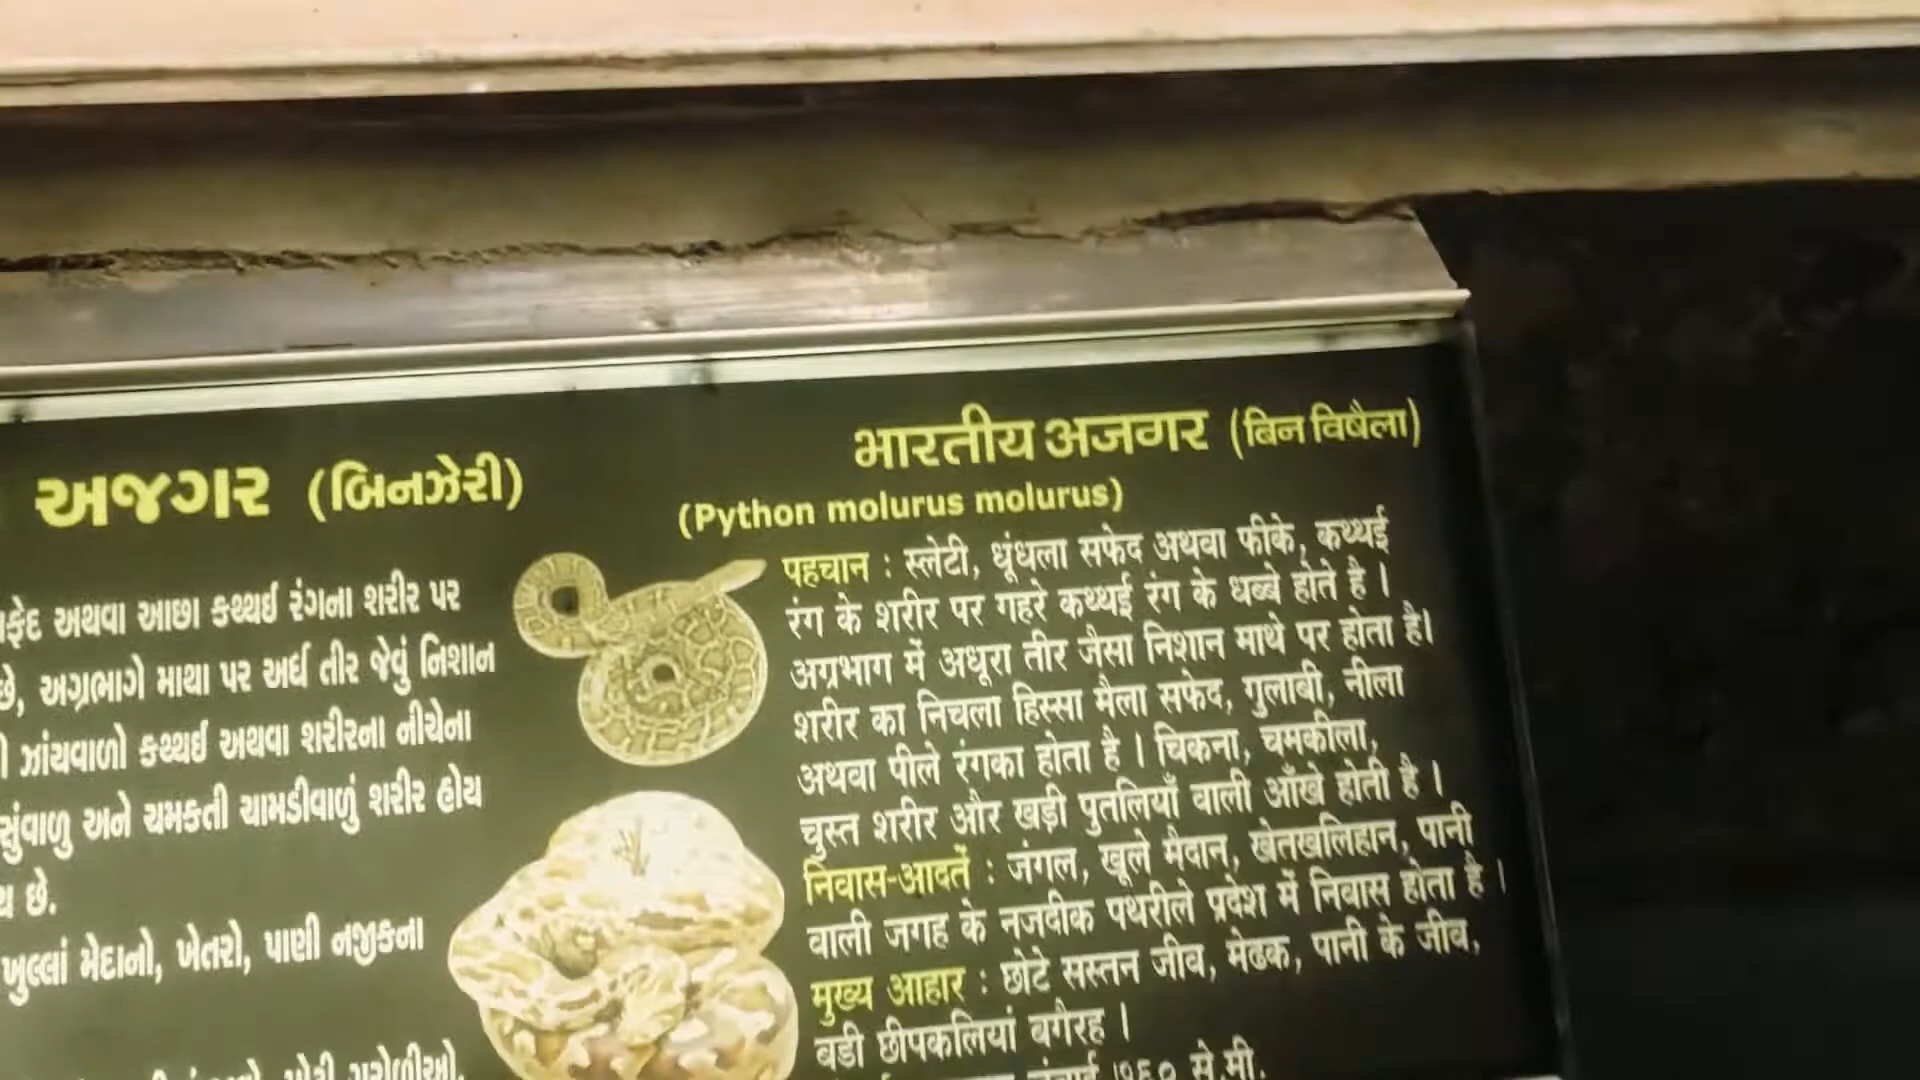 અજગર (બિનઝેરી)
અથવા આછા કથ્થઈ રંગના શરીર પર
છે, અગ્રભાગે માથા પર અર્ધ તીર જેવું નિશાન
ઝાંયવાળો કથ્થઈ અથવા શરીરના નીચેના
સુંવાળુ અને ચમકતી ચામડીવાળું શરીર હોય
છે.
ખુલ્લાં મેદાનો, ખેતરો, પાણી નજીકના
भारतीय अजगर (बिन विषैला)
(Python molurus molurus)
पहचान : स्लेटी, धूंधला सफेद अथवा फीके, कथ्थई
रंग के शरीर पर गहरे कथ्थई रंग के धब्बे होते है ।
अग्रभाग में अधूरा तीर जैसा निशान माथे पर होता है।
शरीर का निचला हिस्सा मैला सफेद, गुलाबी, नीला
अथवा पीले रंगका होता है । चिकना, चमकीला,
चुस्त शरीर और खड़ी पुतलियाँ वाली आँखे होती है ।
निवास-आदतें : जंगल, खूले मैदान, खेतखलिहान, पानी
वाली जगह के नजदीक पथरीले प्रदेश में निवास होता है ।
मुख्य आहार : छोटे सस्तन जीव, मेढक, पानी के जीव,
बडी छीपकलियां वगैरह ।
से.मी.